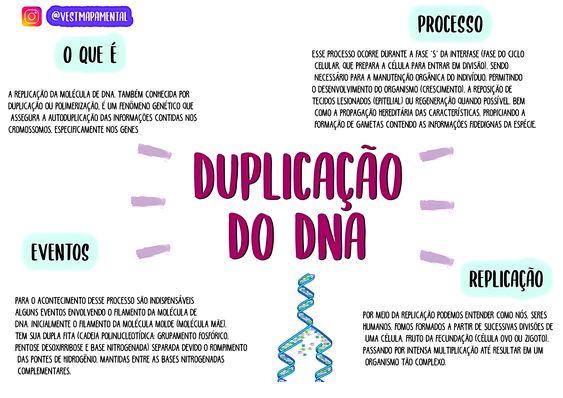 @VESTMAPAMENTAL
O QUE É
A REPLICAÇÃO DA MOLÉCULA DE DNA, TAMBÉM CONHECIDA POR
DUPLICAÇÃO OU POLIMERIZAÇÃO, É UM FENÔMENO GENÉTICO QUE
ASSEGURA A AUTODUPLICAÇÃO DAS INFORMAÇÕES CONTIDAS NOS
CROMOSSOMOS, ESPECIFICAMENTE NOS GENES
PROCESSO
ESSE PROCESSO OCORRE DURANTE A FASE 'S' DA INTERFASE (FASE DO CICLO
CELULAR, QUE PREPARA A CÉLULA PARA ENTRAR EM DIVISÃO), SENDO
NECESSÁRIO PARA A MANUTENÇÃO ORGÂNICA DO INDIVÍDUO, PERMITINDO
O DESENVOLVIMENTO DO ORGANISMO (CRESCIMENTO), A REPOSIÇÃO DE
TECIDOS LESIONADOS (EPITELIAL) OU REGENERAÇÃO QUANDO POSSÍVEL, BEM
COMO A PROPAGAÇÃO HEREDITÁRIA DAS CARACTERÍSTICAS, PROPICIANDO A
FORMAÇÃO DE GAMETAS CONTENDO AS INFORMAÇÕES FIDEDIGNAS DA ESPÉCIE.
DUPLICAÇÃO
DO DNA
EVENTOS
PARA O ACONTECIMENTO DESSE PROCESSO SÃO INDISPENSÁVEIS
ALGUNS EVENTOS ENVOLVENDO O FILAMENTO DA MOLÉCULA DE
DNA. INICIALMENTE O FILAMENTO DA MOLÉCULA MOLDE (MOLÉCULA MÃE),
TEM SUA DUPLA FITA (CADEIA POLINUCLEOTÍDICA: GRUPAMENTO FOSFÓRICO,
PENTOSE DESOXIRRIBOSE E BASE NITROGENADA) SEPARADA DEVIDO O ROMPIMENTO
DAS PONTES DE HIDROGÊNIO, MANTIDAS ENTRE AS BASES NITROGENADAS
COMPLEMENTARES.
REPLICAÇÃO
POR MEIO DA REPLICAÇÃO PODEMOS ENTENDER COMO NÓS, SERES
HUMANOS, FOMOS FORMADOS A PARTIR DE SUCESSIVAS DIVISÕES DE
UMA CÉLULA, FRUTO DA FECUNDAÇÃO (CÉLULA OVO OU ZIGOTO),
PASSANDO POR INTENSA MULTIPLICAÇÃO ATÉ RESULTAR EM UM
ORGANISMO TÃO COMPLEXO.